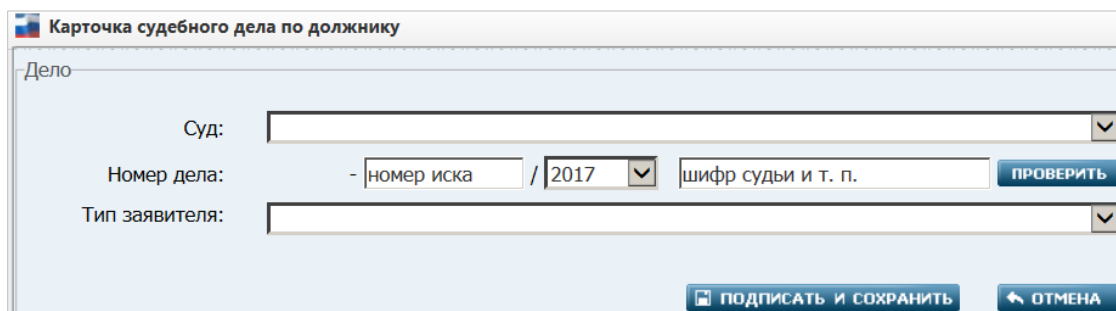 Карточка судебного дела по должнику
Дело
Суд:
Номер дела: - номер иска / 2017 шифр судьи и т. п. ПРОВЕРИТЬ
Тип заявителя:
ПОДПИСАТЬ И СОХРАНИТЬ ОТМЕНА